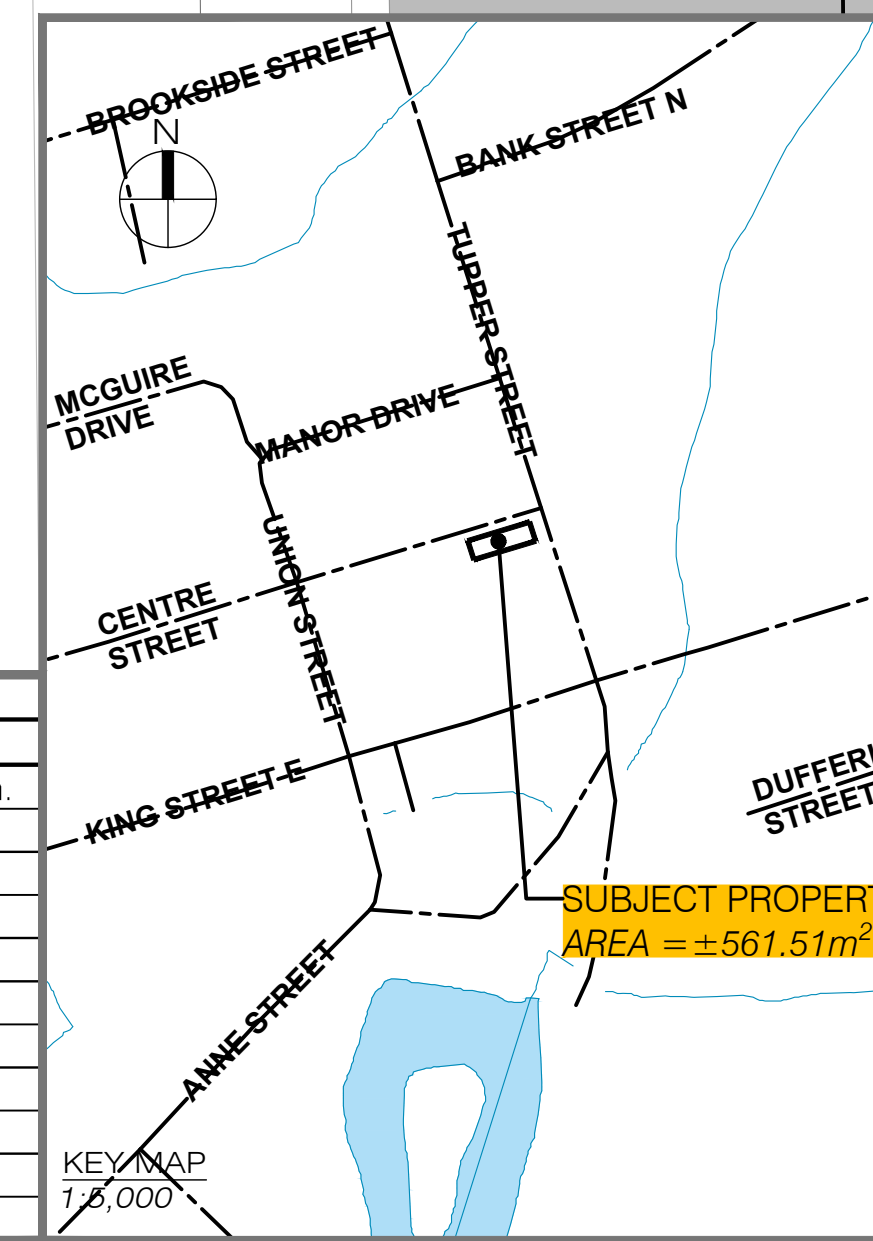 BROOKSIDE STREET
N
BANK STREET N
TUPPER STREET
MCGUIRE
DRIVE
MANOR DRIVE
UNION STREET
CENTRE
STREET
KING STREET E
DUFFERI
STREET
SUBJECT PROPERT
AREA = ±561.51m²
ANNE STREET
KEY MAP
1:5,000